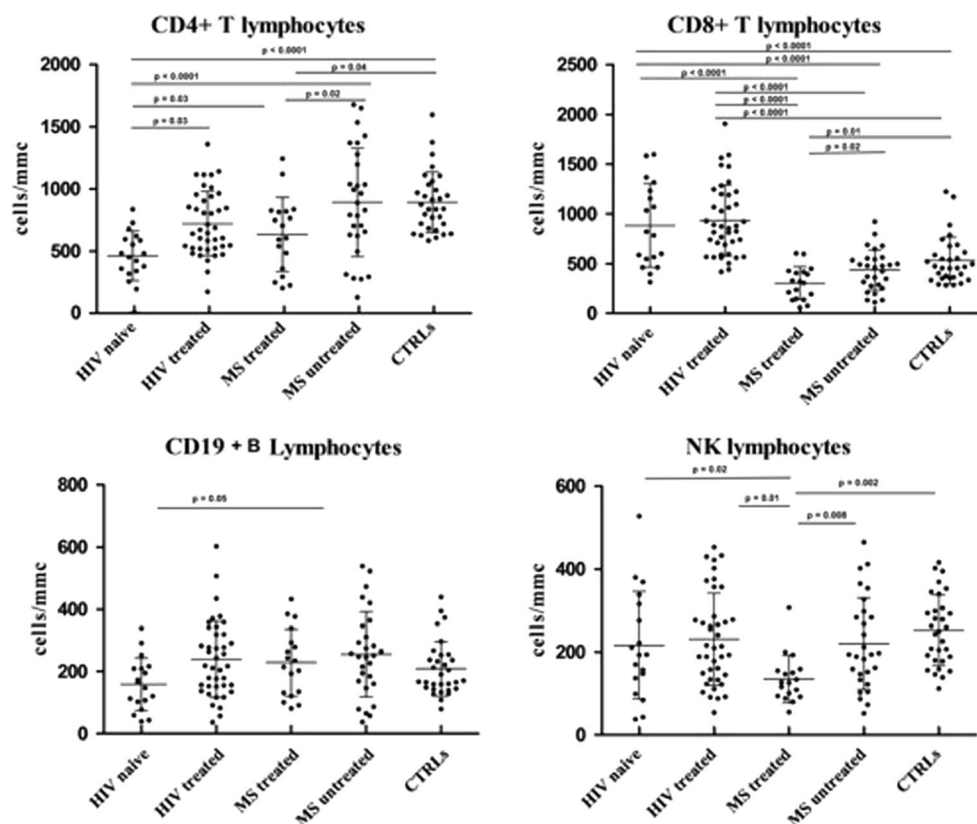 CD4+ T lymphocytes
p < 0.0001
p = 0.04
p < 0.0001
p = 0.02
p = 0.03
p = 0.03
cells/mmc
2000
1500
1000
500
0
HIV naive
HIV treated
MS treated
MS untreated
CTRLs
CD8+ T lymphocytes
p < 0.0001
p < 0.0001
p < 0.0001
p < 0.0001
p < 0.0001
p < 0.0001
p = 0.01
p = 0.02
cells/mmc
2500
2000
1500
1000
500
0
HIV naive
HIV treated
MS treated
MS untreated
CTRLs
CD19 + B Lymphocytes
p = 0.05
cells/mmc
800
600
400
200
0
HIV naive
HIV treated
MS treated
MS untreated
CTRLs
NK lymphocytes
p = 0.02
p = 0.002
p = 0.01
p = 0.008
cells/mmc
600
400
200
0
HIV naive
HIV treated
MS treated
MS untreated
CTRLs